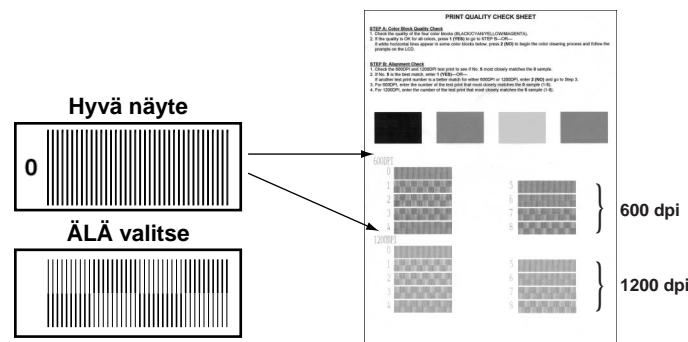 Hyvä näyte
0
ÄLÄ valitse
PRINT QUALITY CHECK SHEET
STEP A: Color Block Quality Check
1. Check the quality of the four color blocks (BLACK/CYAN/YELLOW/MAGENTA).
2. If the quality is OK for all colors, press 1 (YES) to go to STEP B—OR—
If white horizontal lines appear in some color blocks below, press 2 (NO) to begin the color cleaning process and follow the
prompts on the LCD.
STEP B: Alignment Check
1. Check the 600DPI and 1200DPI test print to see if No. 5 most closely matches the 0 sample.
2. If No. 5 is the best match, enter 1 (YES)—OR—
If another test print number is a better match for either 600DPI or 1200DPI, enter 2 (NO) and go to Step 3.
3. For 600DPI, enter the number of the test print that most closely matches the 0 sample (1-8).
4. For 1200DPI, enter the number of the test print that most closely matches the 0 sample (1-8).
600DPI
0
1 5
2 6
3 7
4 8
600 dpi
1200DPI
0
1 5
2 6
3 7
4 8
1200 dpi